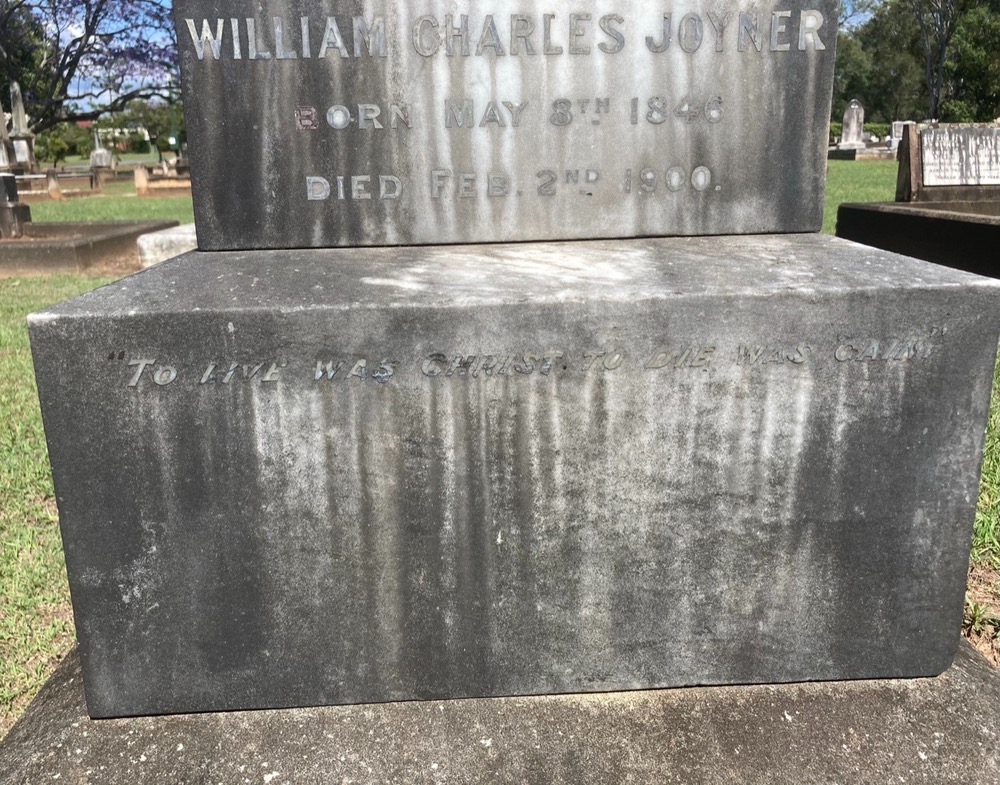 WILLIAM CHARLES JOYNER
BORN MAY 8TH 1846
DIED FEB. 2ND 1900.
"TO LIVE WAS CHRIST. TO DIE WAS GAIN"